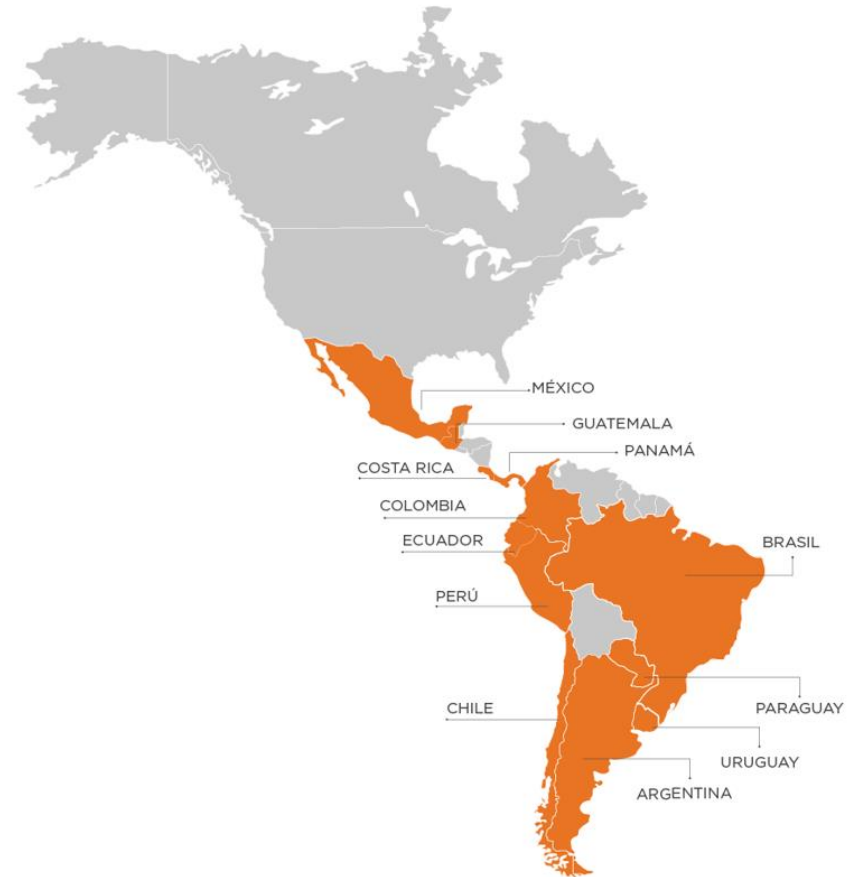 MÉXICO
GUATEMALA
PANAMÁ
COSTA RICA
COLOMBIA
ECUADOR
BRASIL
PERÚ
CHILE
PARAGUAY
URUGUAY
ARGENTINA